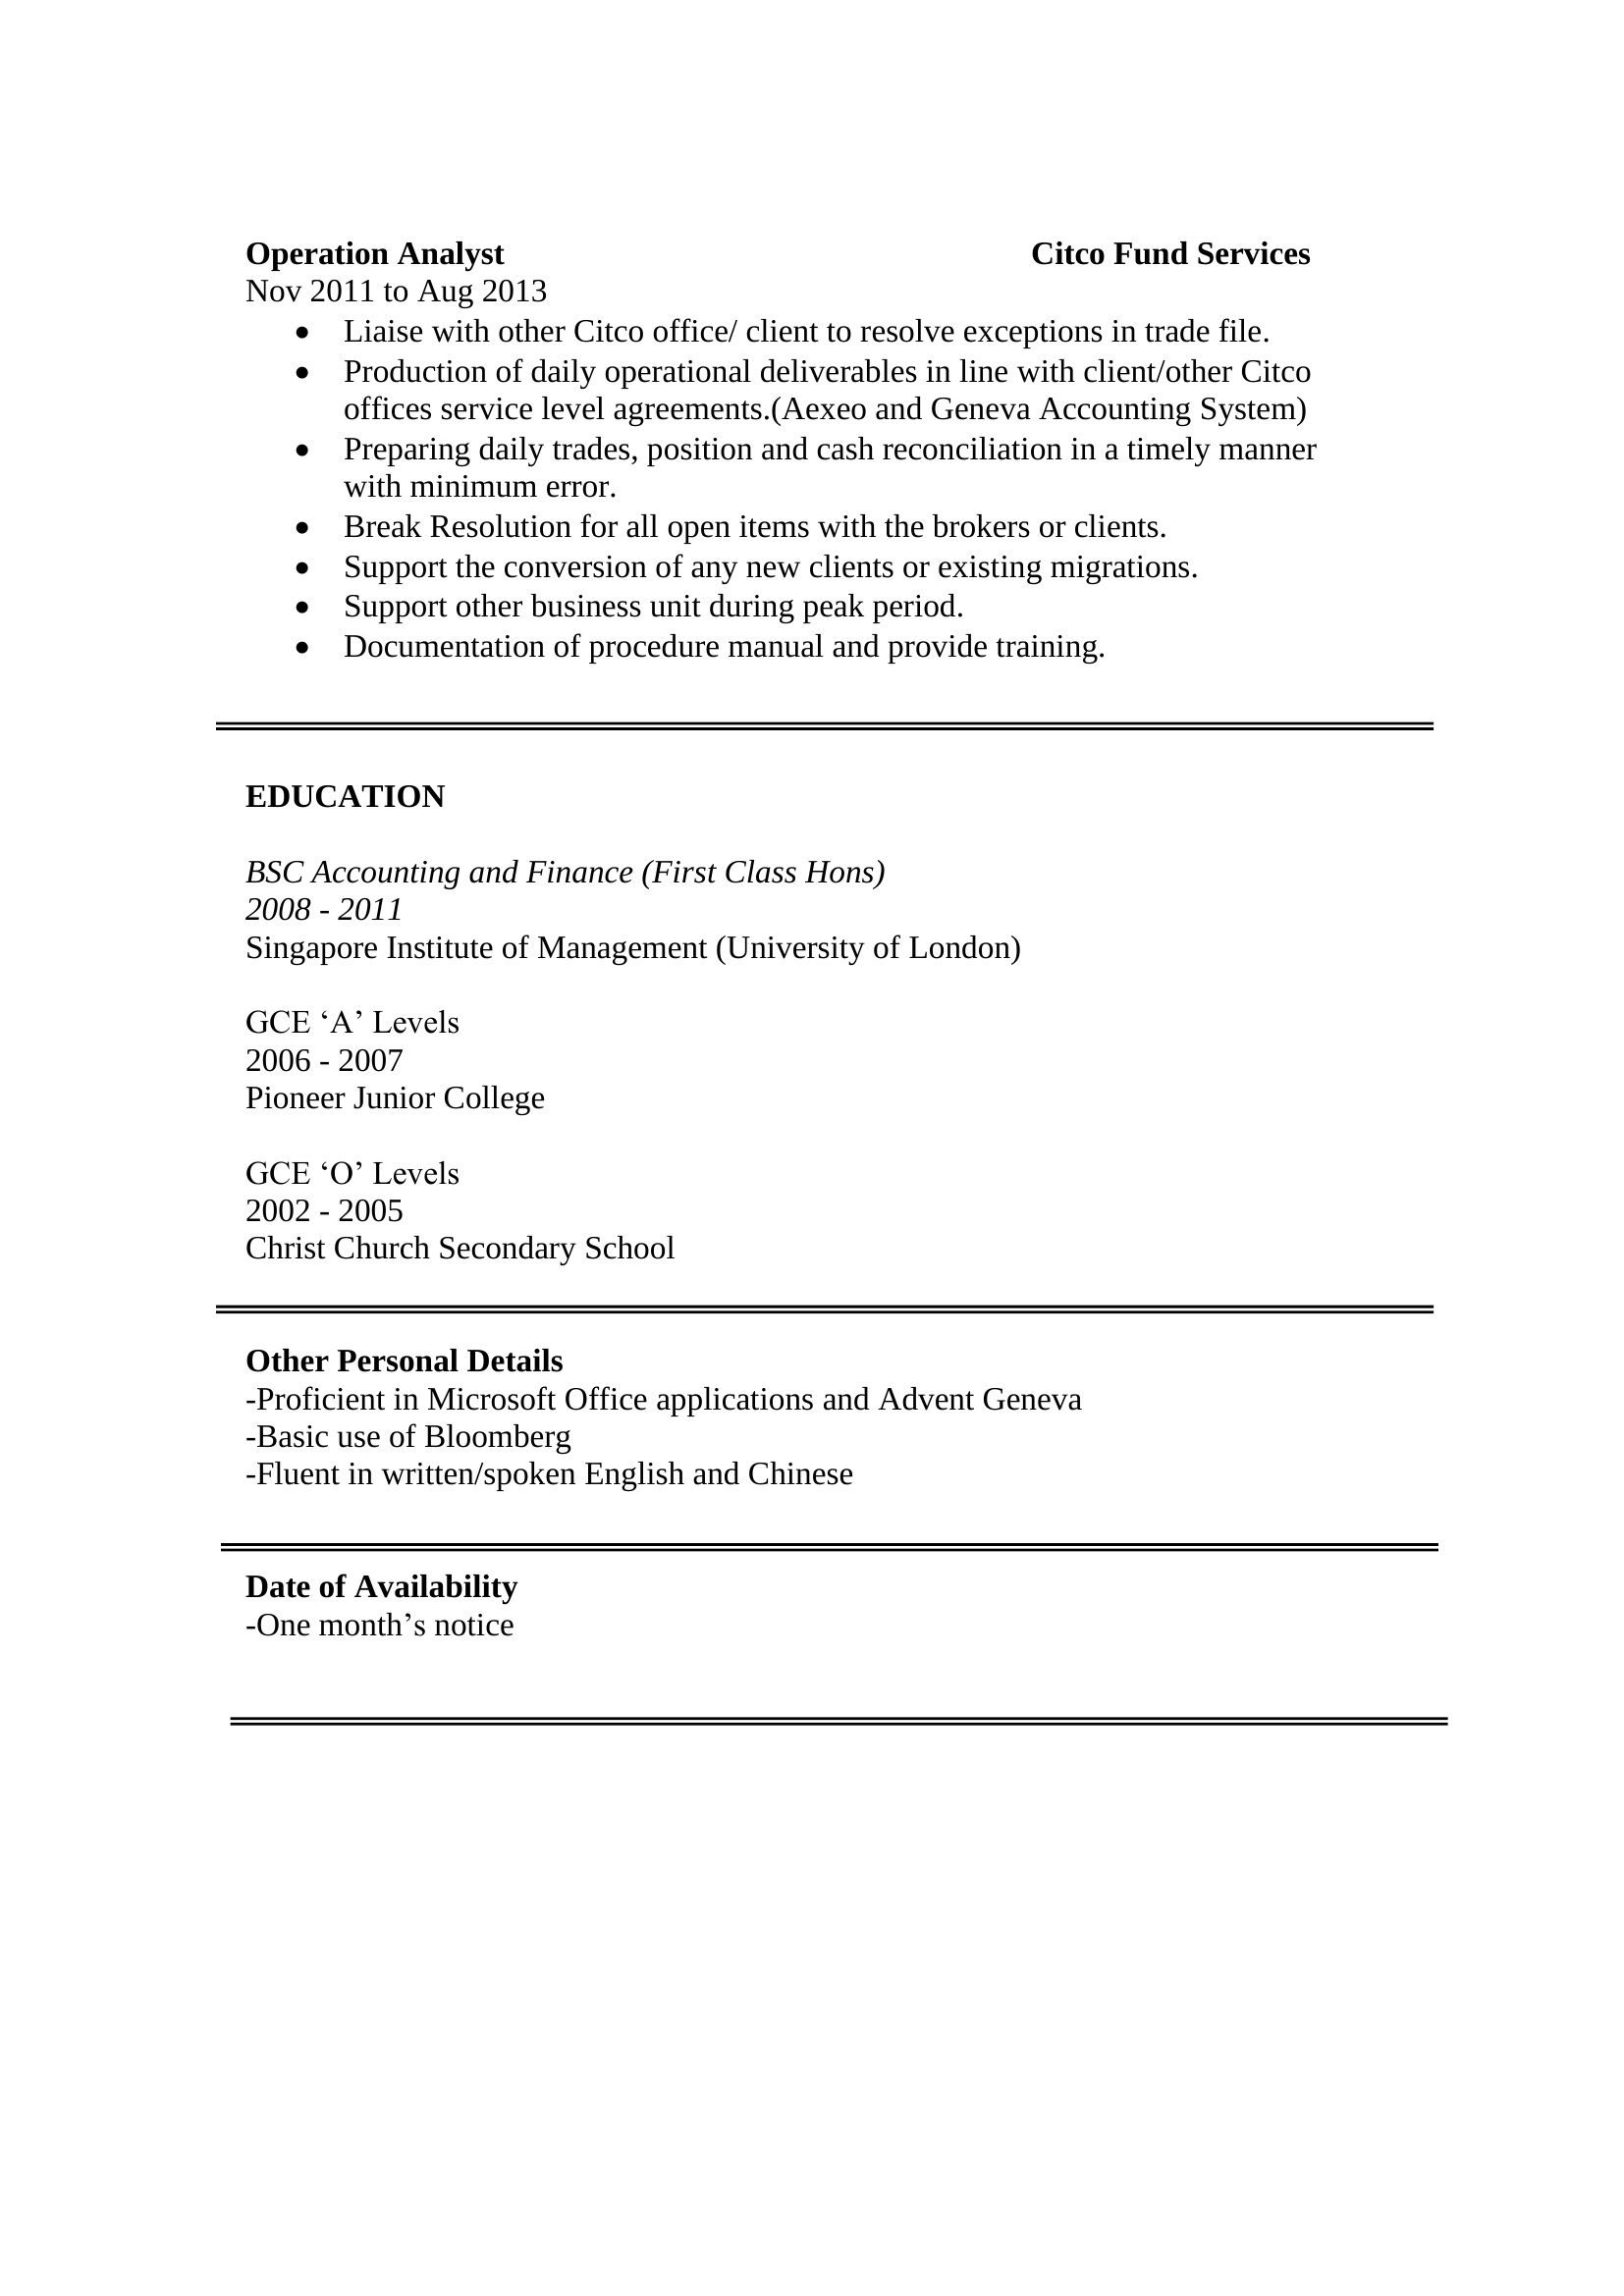 Operation Analyst Citco Fund Services
Nov 2011 to Aug 2013
• Liaise with other Citco office/ client to resolve exceptions in trade file.
• Production of daily operational deliverables in line with client/other Citco
offices service level agreements.(Aexeo and Geneva Accounting System)
• Preparing daily trades, position and cash reconciliation in a timely manner
with minimum error.
• Break Resolution for all open items with the brokers or clients.
• Support the conversion of any new clients or existing migrations.
• Support other business unit during peak period.
• Documentation of procedure manual and provide training.
EDUCATION
BSC Accounting and Finance (First Class Hons)
2008 - 2011
Singapore Institute of Management (University of London)
GCE ‘A’ Levels
2006 - 2007
Pioneer Junior College
GCE ‘O’ Levels
2002 - 2005
Christ Church Secondary School
Other Personal Details
-Proficient in Microsoft Office applications and Advent Geneva
-Basic use of Bloomberg
-Fluent in written/spoken English and Chinese
Date of Availability
-One month’s notice